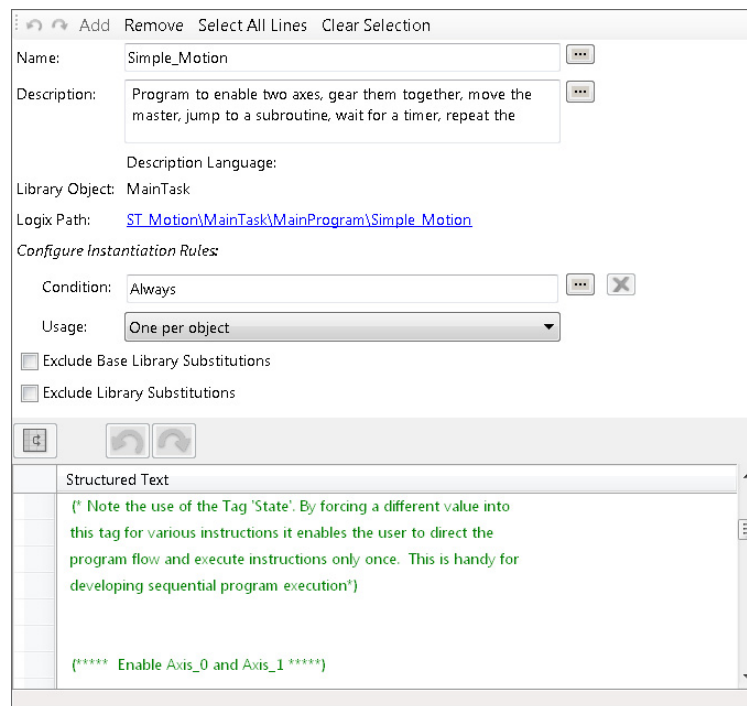 Add Remove Select All Lines Clear Selection
Name: Simple_Motion
Description: Program to enable two axes, gear them together, move the
master, jump to a subroutine, wait for a timer, repeat the
Description Language:
Library Object: MainTask
Logix Path: ST_Motion\MainTask\MainProgram\Simple_Motion
Configure Instantiation Rules:
Condition: Always
Usage: One per object
Exclude Base Library Substitutions
Exclude Library Substitutions
Structured Text
(* Note the use of the Tag 'State'. By forcing a different value into
this tag for various instructions it enables the user to direct the
program flow and execute instructions only once. This is handy for
developing sequential program execution*)
(***** Enable Axis_0 and Axis_1 *****)